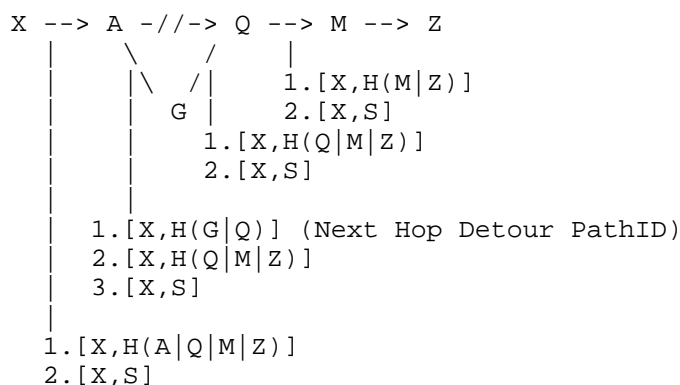 X --> A -//-> Q --> M --> Z
  |     \     /     |
  |     |\   /|     1.[X,H(M|Z)]
  |     |  G  |     2.[X,S]
  |     |     1.[X,H(Q|M|Z)]
  |     |     2.[X,S]
  |     |
  |   1.[X,H(G|Q)] (Next Hop Detour PathID)
  |   2.[X,H(Q|M|Z)]
  |   3.[X,S]
  |
  1.[X,H(A|Q|M|Z)]
  2.[X,S]